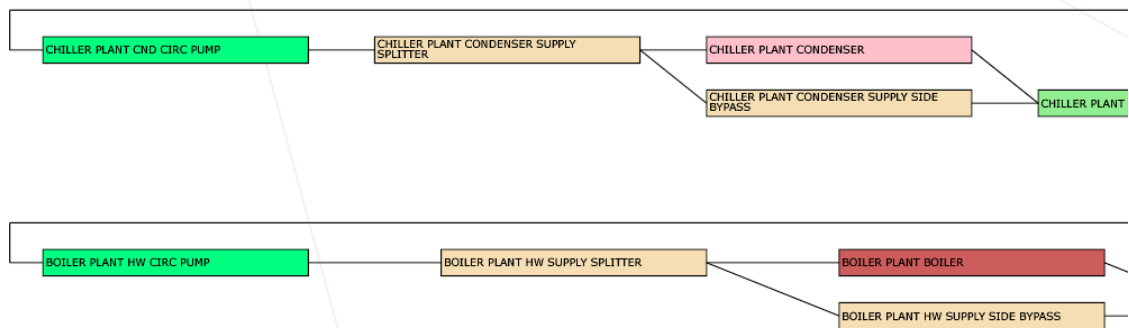 CHILLER PLANT CND CIRC PUMP
CHILLER PLANT CONDENSER SUPPLY
SPLITTER
CHILLER PLANT CONDENSER
CHILLER PLANT CONDENSER SUPPLY SIDE
BYPASS
CHILLER PLANT
BOILER PLANT HW CIRC PUMP
BOILER PLANT HW SUPPLY SPLITTER
BOILER PLANT BOILER
BOILER PLANT HW SUPPLY SIDE BYPASS